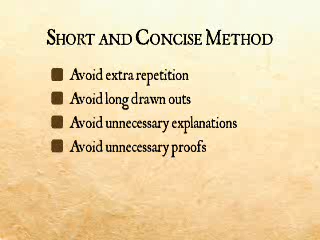 Short and Concise Method
Avoid extra repetition
Avoid long drawn outs
Avoid unnecessary explanations
Avoid unnecessary proofs